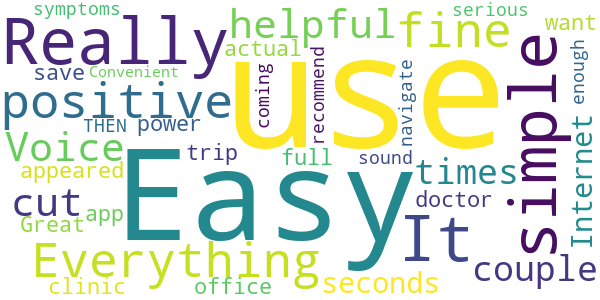 symptoms
serious
Really
helpful
fine
want
actual
save
Convenient
use
simple
positive
coming
recommend
navigate
enough
THEN
power
Voice
trip
full
sound
Internet
appeared
Easy
times
cut
app
doctor
Great
It
Everything
couple
clinic
office
seconds